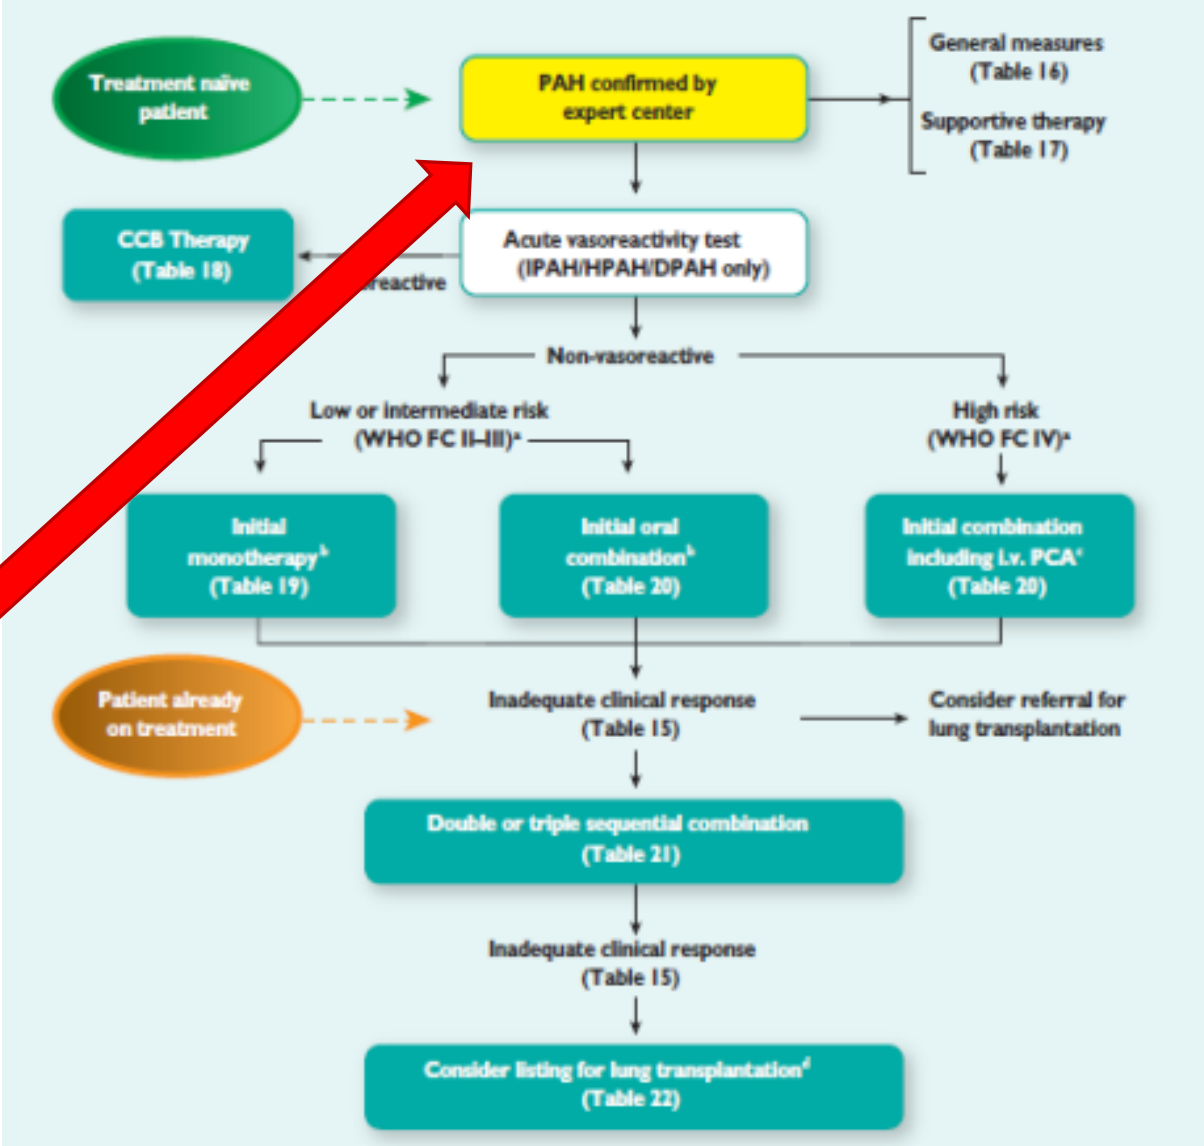 Treatment naïve
patient
PAH confirmed by
expert center
General measures
(Table 16)
Supportive therapy
(Table 17)
CCB Therapy
(Table 18)
reactive
Acute vasoreactivity test
(IPAH/HPAH/DPAH only)
Non-vasoreactive
Low or intermediate risk
(WHO FC II–III)ᵃ
High risk
(WHO FC IV)ᵃ
Initial
monotherapyᵇ
(Table 19)
Initial oral
combinationᵇ
(Table 20)
Initial combination
including i.v. PCAᶜ
(Table 20)
Patient already
on treatment
Inadequate clinical response
(Table 15)
Consider referral for
lung transplantation
Double or triple sequential combination
(Table 21)
Inadequate clinical response
(Table 15)
Consider listing for lung transplantationᵈ
(Table 22)